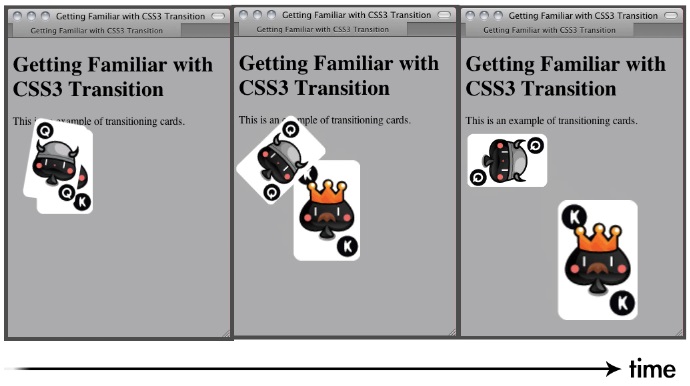 Getting Familiar with CSS3 Transition
Getting Familiar with CSS3 Transition
Getting Familiar with
CSS3 Transition
This is an example of transitioning cards.
Q
Q
K
Getting Familiar with CSS3 Transition
Getting Familiar with CSS3 Transition
Getting Familiar with
CSS3 Transition
This is an example of transitioning cards.
Q
Q
K
Getting Familiar with CSS3 Transition
Getting Familiar with CSS3 Transition
Getting Familiar with
CSS3 Transition
This is an example of transitioning cards.
Q
Q
K
K
time